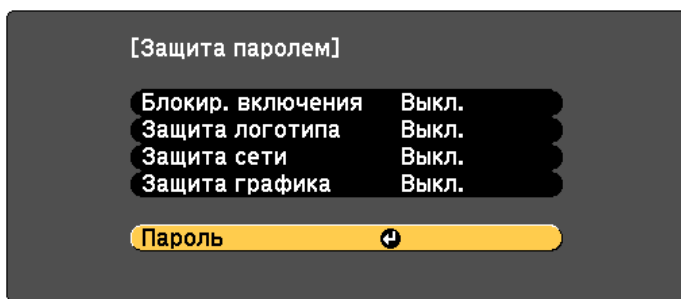 [Защита паролем]
Блокир. включения Выкл.
Защита логотипа Выкл.
Защита сети Выкл.
Защита графика Выкл.
Пароль